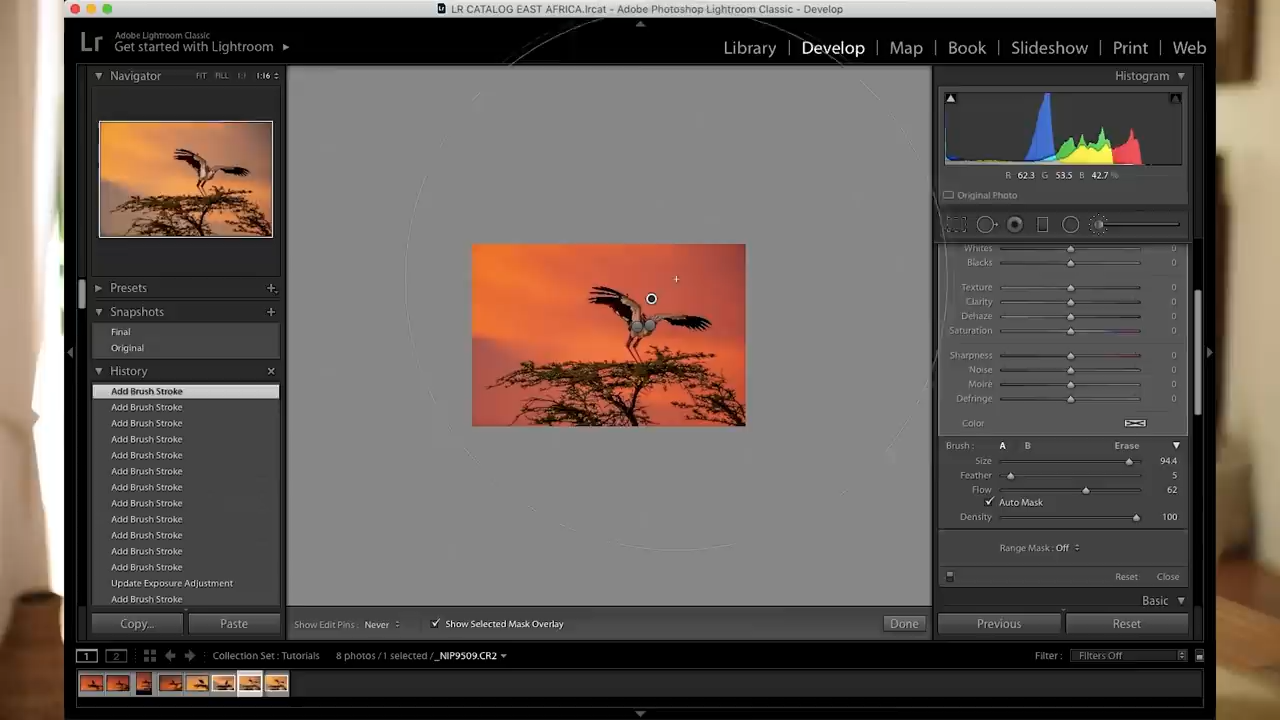 LR CATALOG EAST AFRICA.lrcat - Adobe Photoshop Lightroom Classic - Develop
Lr
Adobe Lightroom Classic
Get started with Lightroom
Library | Develop | Map | Book | Slideshow | Print | Web
Navigator FIT FILL 1:1 1:16
Presets
Snapshots
Final
Original
History
Add Brush Stroke
Add Brush Stroke
Add Brush Stroke
Add Brush Stroke
Add Brush Stroke
Add Brush Stroke
Add Brush Stroke
Add Brush Stroke
Add Brush Stroke
Add Brush Stroke
Add Brush Stroke
Add Brush Stroke
Update Exposure Adjustment
Add Brush Stroke
Copy... Paste
Show Edit Pins: Never Show Selected Mask Overlay Done
Histogram
R 62.3 G 53.5 B 42.7 %
Original Photo
Whites 0
Blacks 0
Texture 0
Clarity 0
Dehaze 0
Saturation 0
Sharpness 0
Noise 0
Moiré 0
Defringe 0
Color
Brush: A B Erase
Size 94.4
Feather 5
Flow 62
Auto Mask
Density 100
Range Mask: Off
Reset Close
Basic
Previous Reset
1 2 Collection Set : Tutorials 8 photos / 1 selected / _NIP9509.CR2 Filter : Filters Off